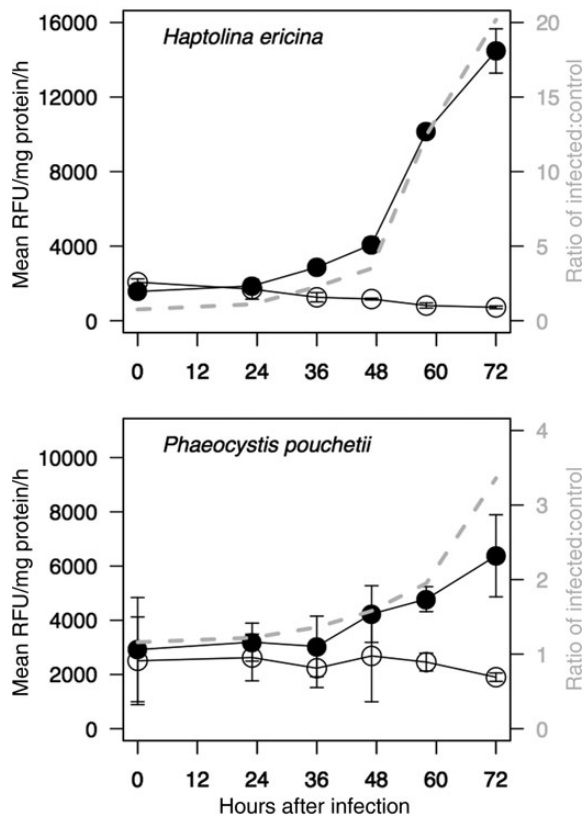 Haptolina ericina
Mean RFU/mg protein/h
16000
12000
8000
4000
0
Ratio of infected:control
20
15
10
5
0
0 12 24 36 48 60 72
Phaeocystis pouchetii
Mean RFU/mg protein/h
10000
8000
6000
4000
2000
0
Ratio of infected:control
4
3
2
1
0
0 12 24 36 48 60 72
Hours after infection